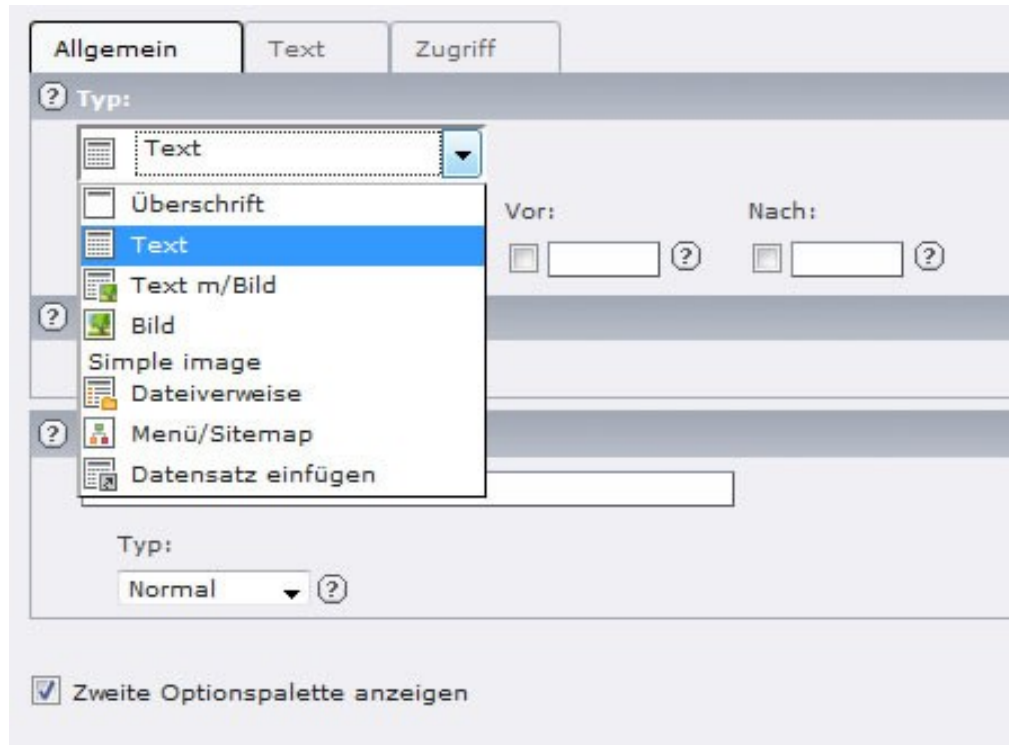 Allgemein Text Zugriff
Typ:
Text
Überschrift
Text
Text m/Bild
Bild
Simple image
Dateiverweise
Menü/Sitemap
Datensatz einfügen
Vor: Nach:
Typ:
Normal
Zweite Optionspalette anzeigen